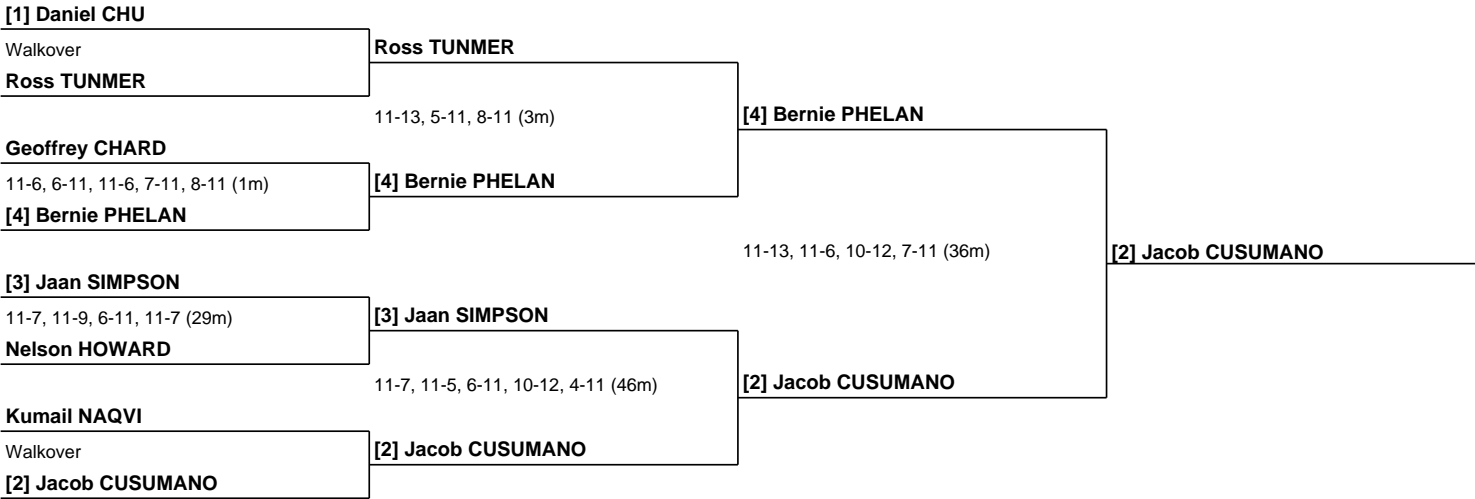 [1] Daniel CHU
Walkover
Ross TUNMER
Ross TUNMER
11-13, 5-11, 8-11 (3m)
[4] Bernie PHELAN
Geoffrey CHARD
11-6, 6-11, 11-6, 7-11, 8-11 (1m)
[4] Bernie PHELAN
[4] Bernie PHELAN
11-13, 11-6, 10-12, 7-11 (36m)
[2] Jacob CUSUMANO
[3] Jaan SIMPSON
11-7, 11-9, 6-11, 11-7 (29m)
Nelson HOWARD
[3] Jaan SIMPSON
11-7, 11-5, 6-11, 10-12, 4-11 (46m)
[2] Jacob CUSUMANO
Kumail NAQVI
Walkover
[2] Jacob CUSUMANO
[2] Jacob CUSUMANO